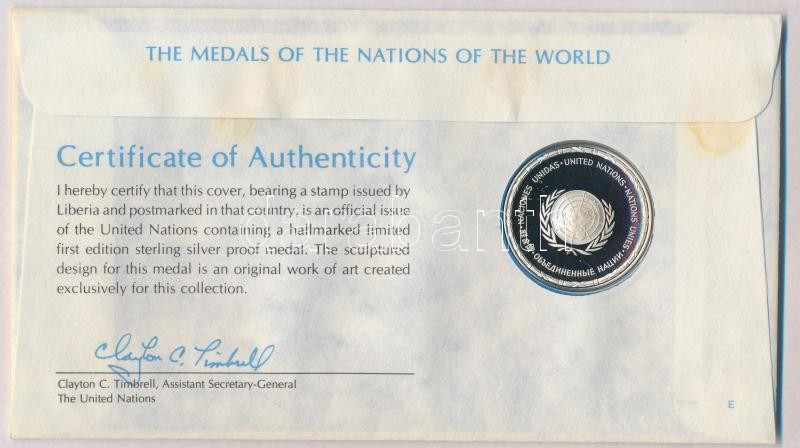 THE MEDALS OF THE NATIONS OF THE WORLD
Certificate of Authenticity
I hereby certify that this cover, bearing a stamp issued by
Liberia and postmarked in that country, is an official issue
of the United Nations containing a hallmarked limited
first edition sterling silver proof medal. The sculptured
design for this medal is an original work of art created
exclusively for this collection.
Clayton C. Timbrell
Clayton C. Timbrell, Assistant Secretary-General
The United Nations
NACIONES UNIDAS · UNITED NATIONS · NATIONS UNIES ·
ОБЪЕДИНЕННЫЕ НАЦИИ ·
darabanth
E